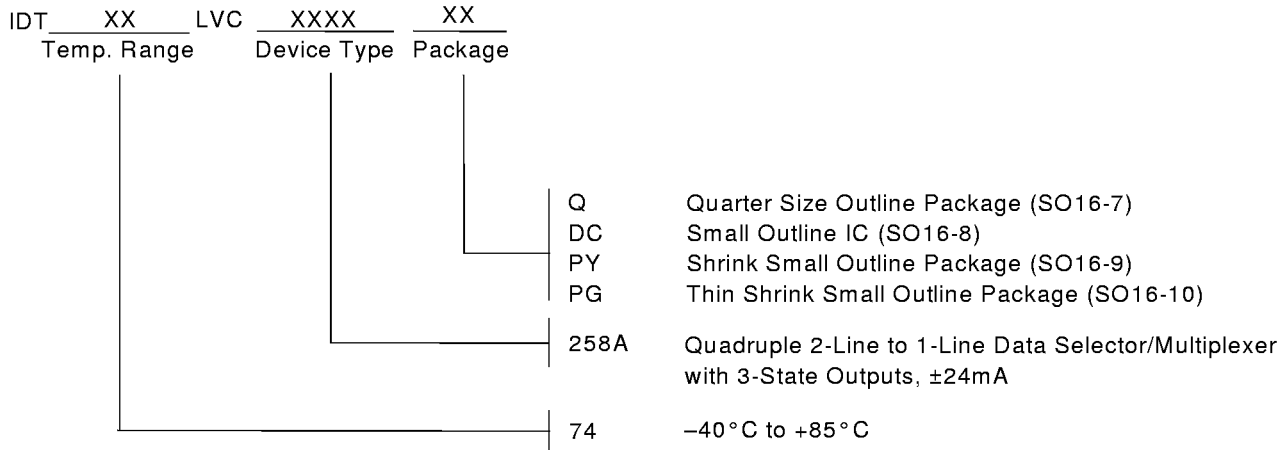 IDT XX LVC XXXX XX
Temp. Range Device Type Package
Q Quarter Size Outline Package (SO16-7)
DC Small Outline IC (SO16-8)
PY Shrink Small Outline Package (SO16-9)
PG Thin Shrink Small Outline Package (SO16-10)
258A Quadruple 2-Line to 1-Line Data Selector/Multiplexer
with 3-State Outputs, ±24mA
74 –40°C to +85°C